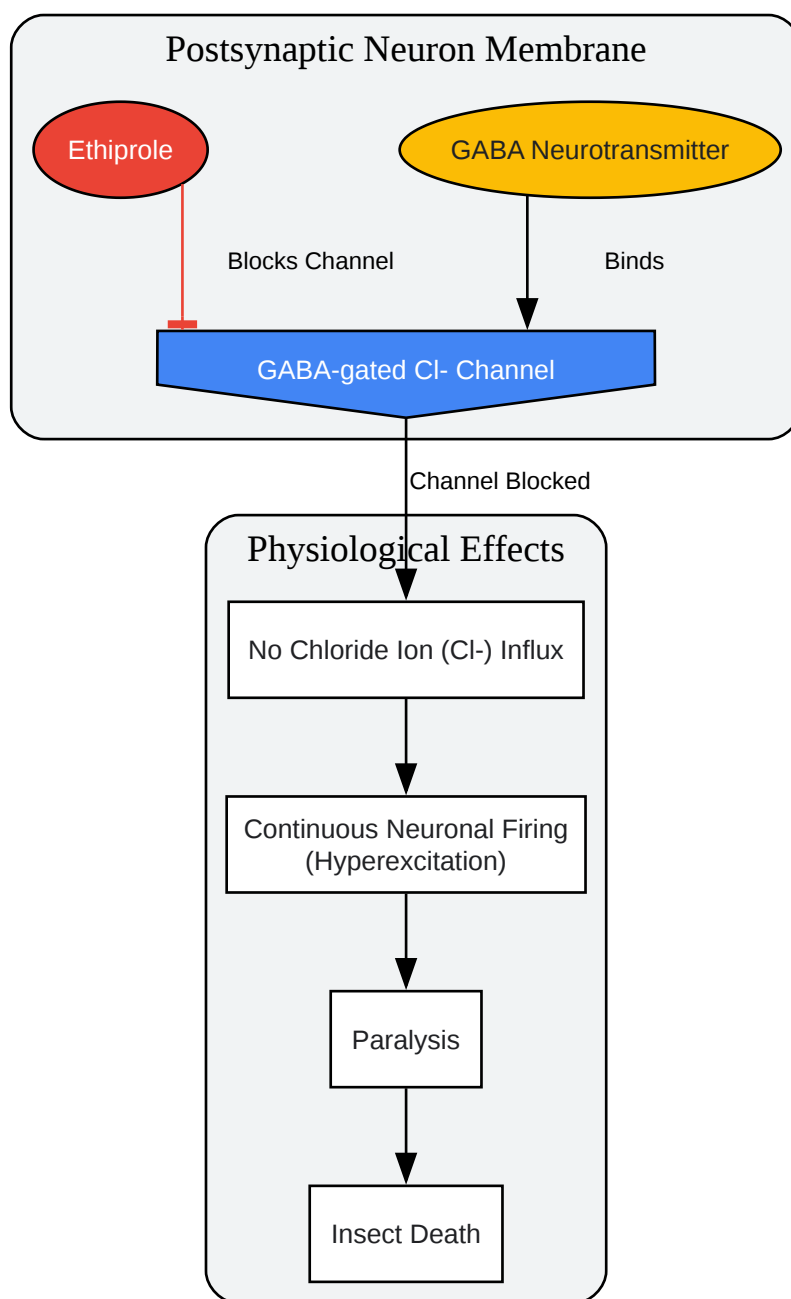 Postsynaptic Neuron Membrane
Ethiprole
GABA Neurotransmitter
Blocks Channel
Binds
GABA-gated Cl- Channel
Channel Blocked
Physiological Effects
No Chloride Ion (Cl-) Influx
Continuous Neuronal Firing
(Hyperexcitation)
Paralysis
Insect Death